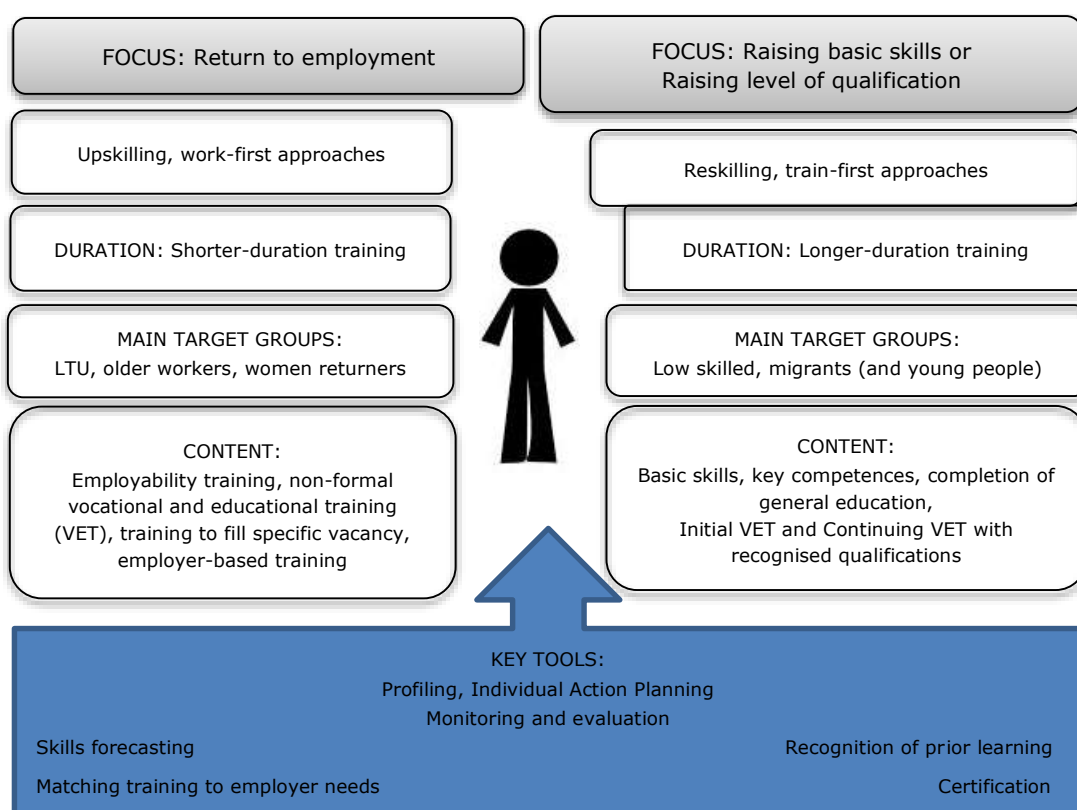 FOCUS: Return to employment
Upskilling, work-first approaches
DURATION: Shorter-duration training
MAIN TARGET GROUPS:
LTU, older workers, women returners
CONTENT:
Employability training, non-formal
vocational and educational training
(VET), training to fill specific vacancy,
employer-based training
FOCUS: Raising basic skills or
Raising level of qualification
Reskilling, train-first approaches
DURATION: Longer-duration training
MAIN TARGET GROUPS:
Low skilled, migrants (and young people)
CONTENT:
Basic skills, key competences, completion of
general education,
Initial VET and Continuing VET with
recognised qualifications
KEY TOOLS:
Profiling, Individual Action Planning
Monitoring and evaluation
Skills forecasting
Recognition of prior learning
Matching training to employer needs
Certification